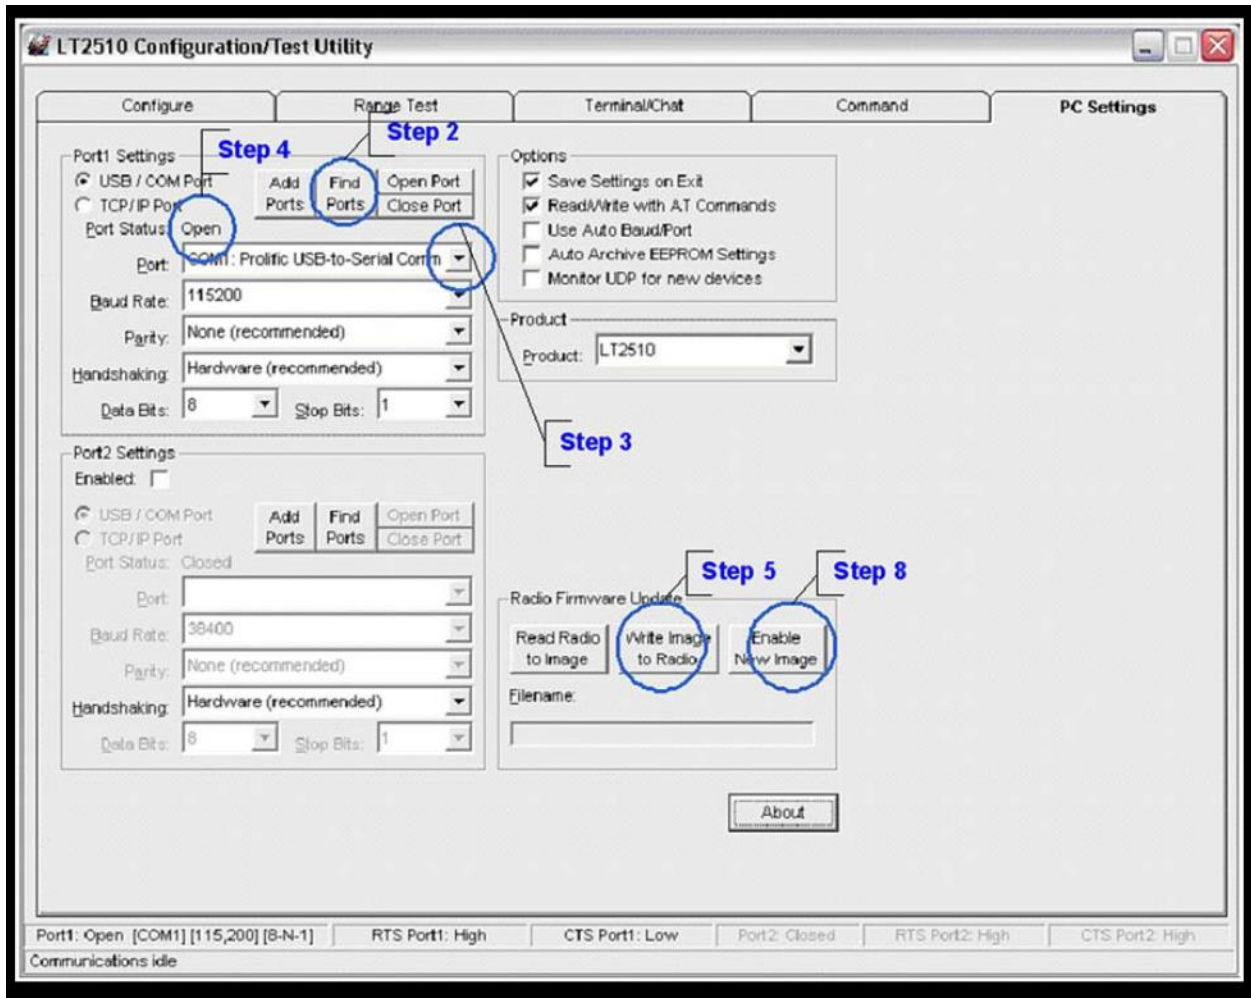 LT2510 Configuration/Test Utility
Configure
Range Test
Terminal/Chat
Command
PC Settings
Step 4
Step 2
Port1 Settings
USB / COM Port
TCP/IP Port
Add
Ports
Find
Ports
Open Port
Close Port
Port Status: Open
Port: COM1: Prolific USB-to-Serial Comm
Baud Rate: 115200
Parity: None (recommended)
Handshaking: Hardware (recommended)
Data Bits: 8 Stop Bits: 1
Options
Save Settings on Exit
Read/Write with AT Commands
Use Auto Baud/Port
Auto Archive EEPROM Settings
Monitor UDP for new devices
Product
Product: LT2510
Step 3
Port2 Settings
Enabled:
USB / COM Port
TCP/IP Port
Add
Ports
Find
Ports
Open Port
Close Port
Port Status: Closed
Port:
Baud Rate: 38400
Parity: None (recommended)
Handshaking: Hardware (recommended)
Data Bits: 8 Stop Bits: 1
Step 5
Step 8
Radio Firmware Update
Read Radio
to Image
Write Image
to Radio
Enable
New Image
Filename:
About
Port1: Open [COM1] [115,200] [8-N-1] RTS Port1: High CTS Port1: Low Port2: Closed RTS Port2: High CTS Port2: High
Communications idle